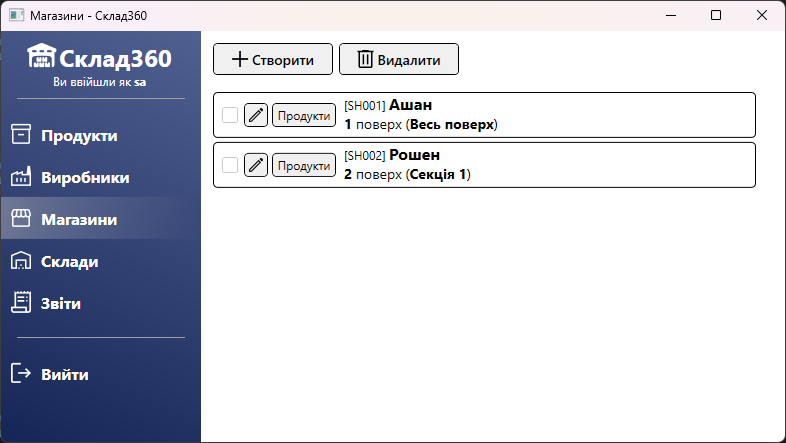 Магазини - Склад360
Склад360
Ви ввійшли як sa
Продукти
Виробники
Магазини
Склади
Звіти
Вийти
Створити
Видалити
Продукти
[SH001] Ашан
1 поверх (Весь поверх)
Продукти
[SH002] Рошен
2 поверх (Секція 1)